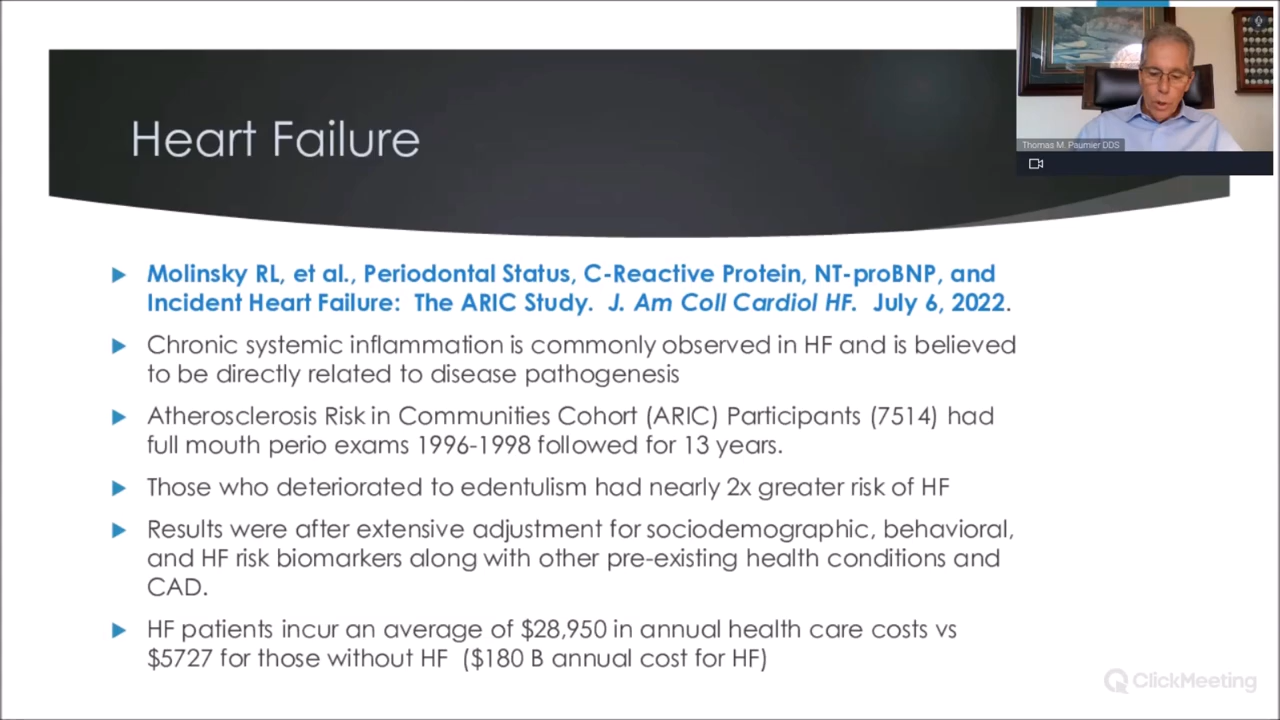 Thomas M. Paumier DDS
Heart Failure
Molinsky RL, et al., Periodontal Status, C-Reactive Protein, NT-proBNP, and
Incident Heart Failure: The ARIC Study. J. Am Coll Cardiol HF. July 6, 2022.
Chronic systemic inflammation is commonly observed in HF and is believed
to be directly related to disease pathogenesis
Atherosclerosis Risk in Communities Cohort (ARIC) Participants (7514) had
full mouth perio exams 1996-1998 followed for 13 years.
Those who deteriorated to edentulism had nearly 2x greater risk of HF
Results were after extensive adjustment for sociodemographic, behavioral,
and HF risk biomarkers along with other pre-existing health conditions and
CAD.
HF patients incur an average of $28,950 in annual health care costs vs
$5727 for those without HF ($180 B annual cost for HF)
ClickMeeting